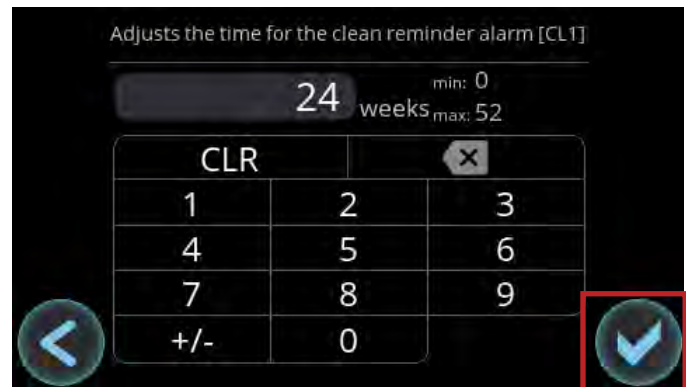 Adjusts the time for the clean reminder alarm [CL1]
24 weeks min: 0
max: 52
CLR
1 2 3
4 5 6
7 8 9
+/- 0